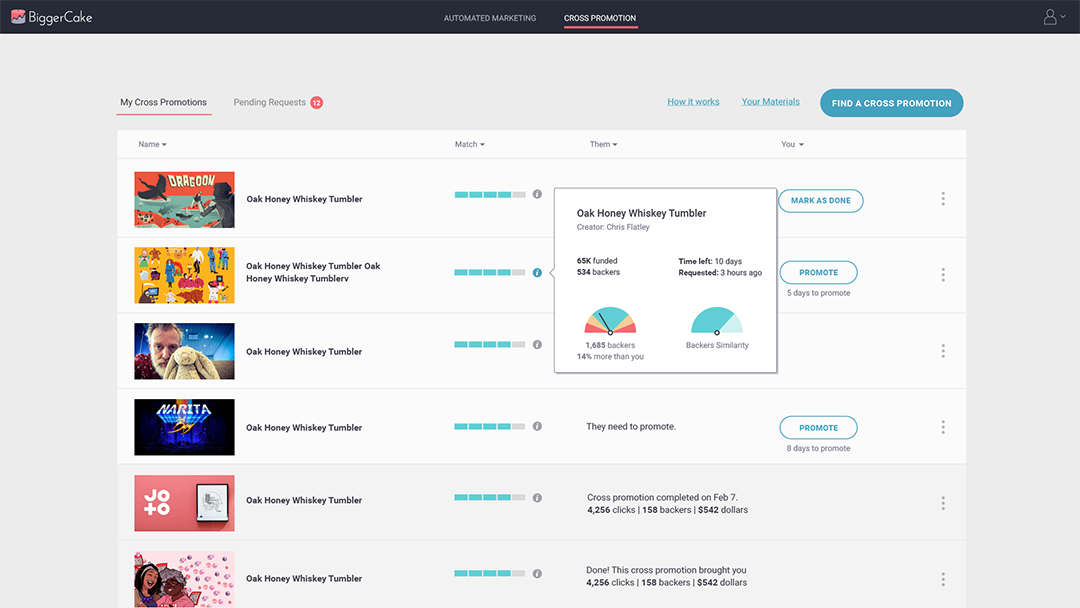 BiggerCake
AUTOMATED MARKETING
CROSS PROMOTION
My Cross Promotions
Pending Requests 12
How it works
Your Materials
FIND A CROSS PROMOTION
Name
Match
Them
You
DRAGOON
Oak Honey Whiskey Tumbler
MARK AS DONE
Oak Honey Whiskey Tumbler Oak
Honey Whiskey Tumblerv
PROMOTE
5 days to promote
Oak Honey Whiskey Tumbler
Creator: Chris Flatley
65K funded
534 backers
Time left: 10 days
Requested: 3 hours ago
1,685 backers
14% more than you
Backers Similarity
Oak Honey Whiskey Tumbler
NARITA
Boy
Oak Honey Whiskey Tumbler
They need to promote.
PROMOTE
8 days to promote
JO
TO
Oak Honey Whiskey Tumbler
Cross promotion completed on Feb 7.
4,256 clicks | 158 backers | $542 dollars
Oak Honey Whiskey Tumbler
Done! This cross promotion brought you
4,256 clicks | 158 backers | $542 dollars